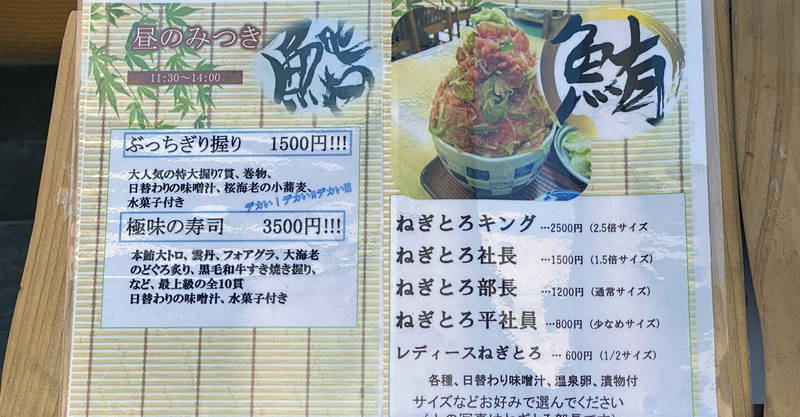 昼のみつき
11:30〜14:00
ぶっちぎり握り 1500円!!!
大人気の特大握り7貫、巻物、
日替わりの味噌汁、桜海老の小蕎麦、
水菓子付き
デカい!デカい!!デカい!!!
極味の寿司 3500円!!!
本鮪大トロ、雲丹、フォアグラ、大海老
のどぐろ炙り、黒毛和牛すき焼き握り、
など、最上級の全10貫
日替わりの味噌汁、水菓子付き
鮪
ねぎとろキング …2500円 (2.5倍サイズ
ねぎとろ社長 …1500円 (1.5倍サイズ)
ねぎとろ部長 …1200円 (通常サイズ)
ねぎとろ平社員 …800円 (少なめサイズ)
レディースねぎとろ … 600円 (1/2サイズ)
各種、日替わり味噌汁、温泉卵、漬物付
サイズなどお好みで選んでください